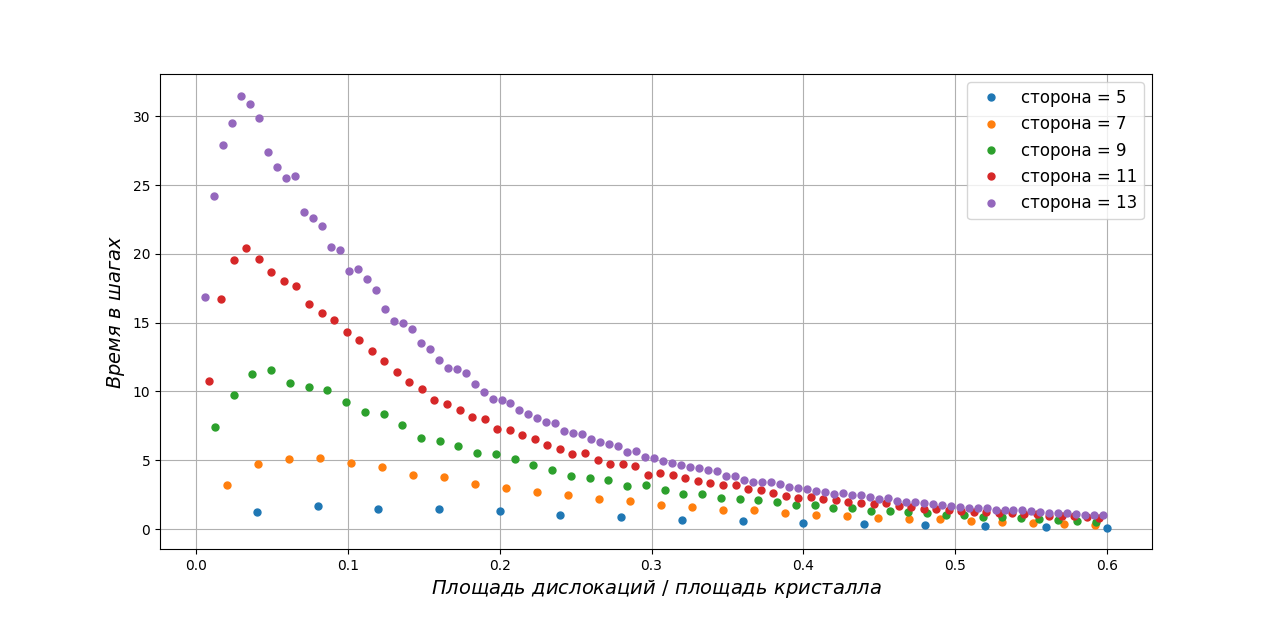 30
25
20
15
10
5
0
Время в шагах
0.0 0.1 0.2 0.3 0.4 0.5 0.6
Площадь дислокаций / площадь кристалла
сторона = 5
сторона = 7
сторона = 9
сторона = 11
сторона = 13